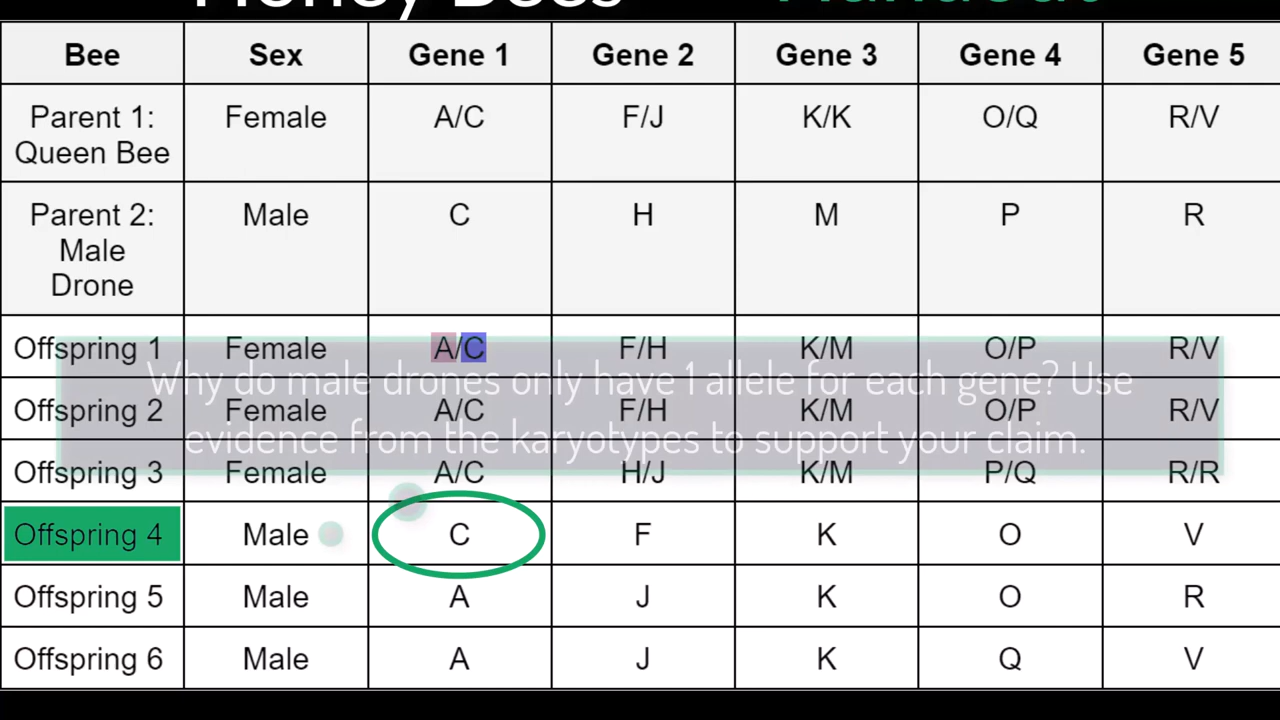 Honey Bees Handout
Bee Sex Gene 1 Gene 2 Gene 3 Gene 4 Gene 5
Parent 1: Queen Bee Female A/C F/J K/K O/Q R/V
Parent 2: Male Drone Male C H M P R
Offspring 1 Female A/C F/H K/M O/P R/V
Why do male drones only have 1 allele for each gene? Use
Offspring 2 Female A/C F/H K/M O/P R/V
evidence from the karyotypes to support your claim.
Offspring 3 Female A/C H/J K/M P/Q R/R
Offspring 4 Male C F K O V
Offspring 5 Male A J K O R
Offspring 6 Male A J K Q V